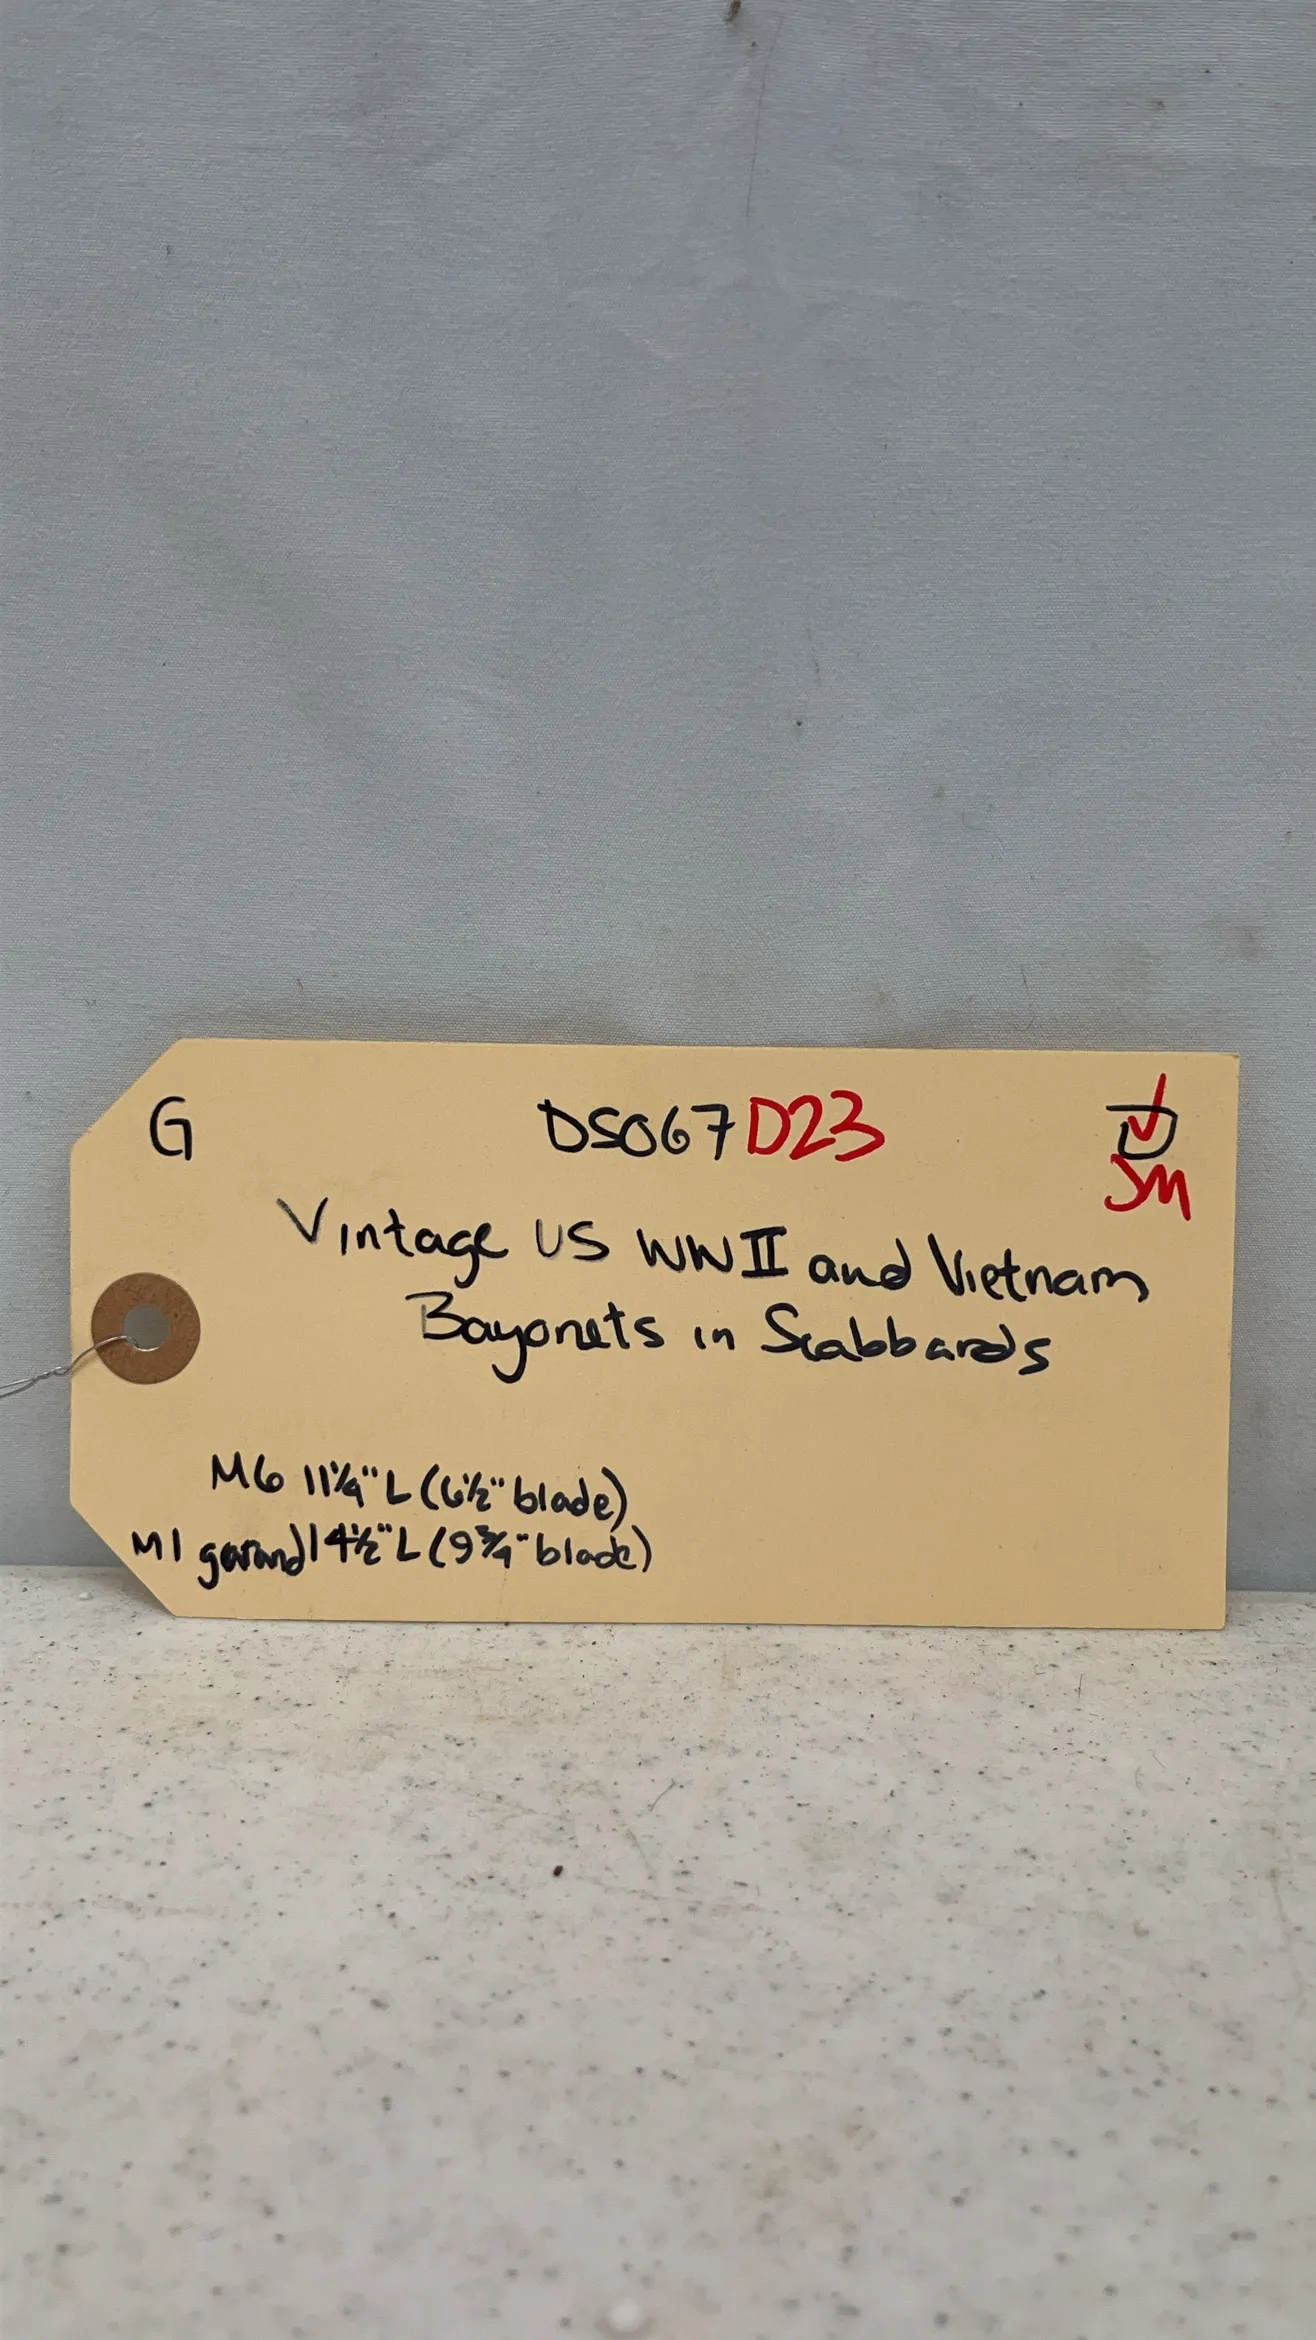 G DS067D23
JM
Vintage US WWII and Vietnam
Bayonets in Scabbards
M6 11¼" L (6½" blade)
M1 garand 14½" L (9¾" blade)